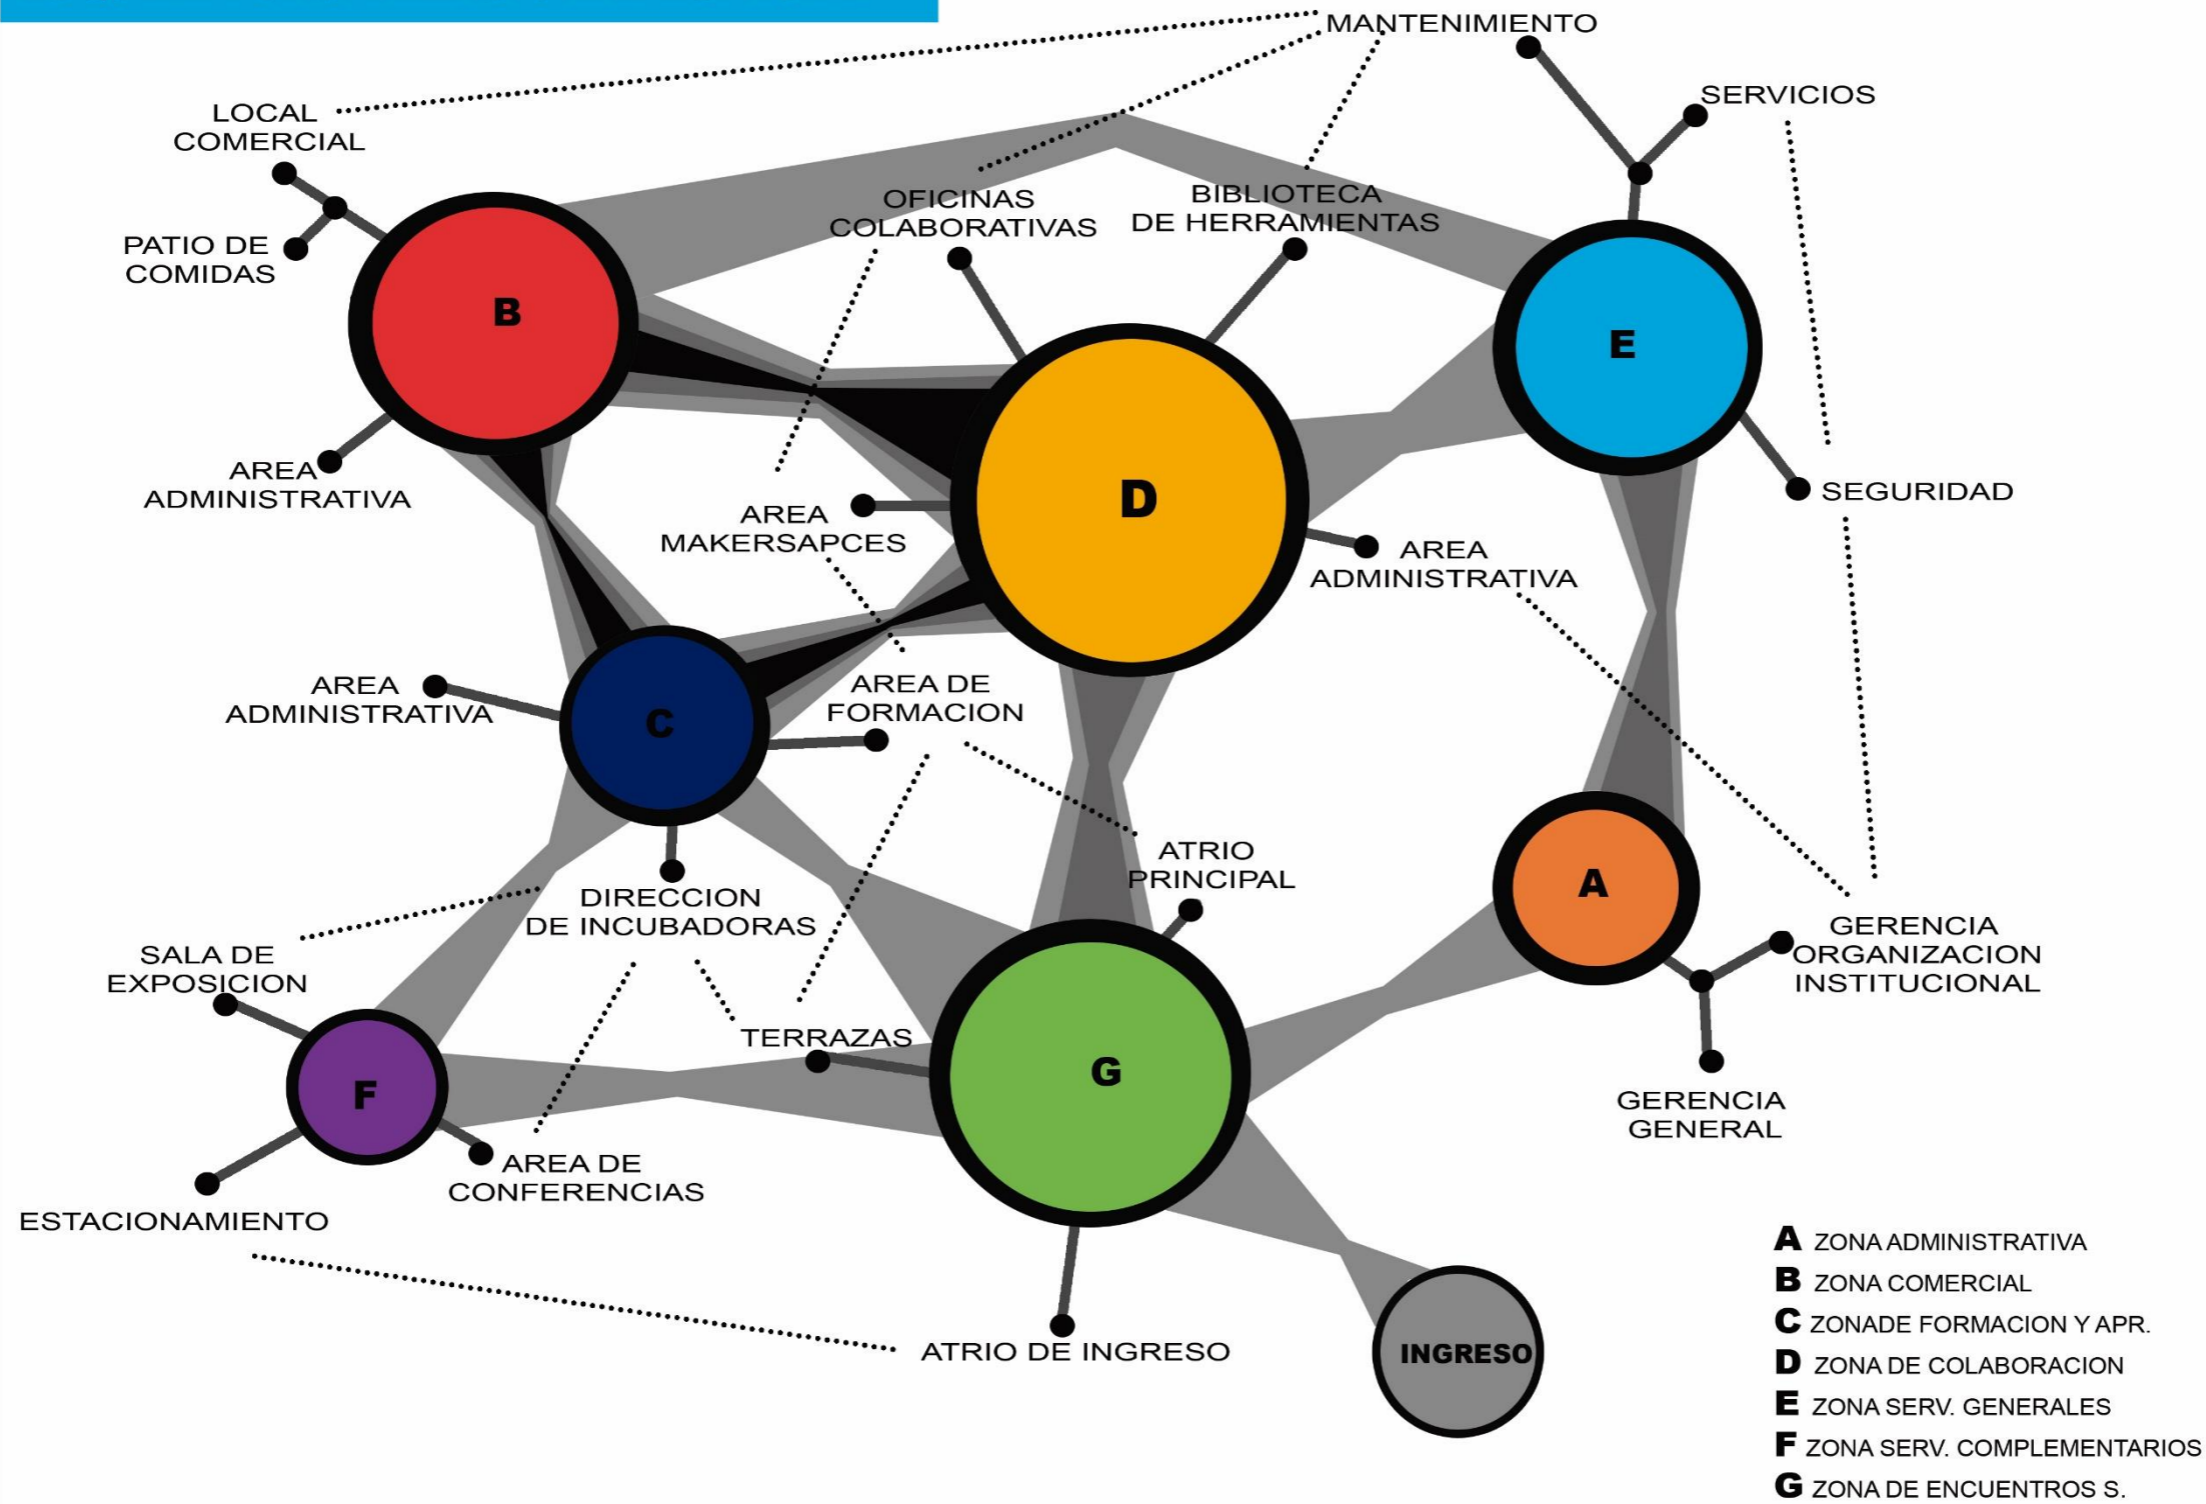 MANTENIMIENTO
SERVICIOS
LOCAL
COMERCIAL
OFICINAS
COLABORATIVAS
BIBLIOTECA
DE HERRAMIENTAS
PATIO DE
COMIDAS
B
E
AREA
ADMINISTRATIVA
D
SEGURIDAD
AREA
MAKERSAPCES
AREA
ADMINISTRATIVA
AREA
ADMINISTRATIVA
C
AREA DE
FORMACION
ATRIO
PRINCIPAL
A
DIRECCION
DE INCUBADORAS
GERENCIA
ORGANIZACION
INSTITUCIONAL
SALA DE
EXPOSICION
TERRAZAS
G
F
GERENCIA
GENERAL
AREA DE
CONFERENCIAS
ESTACIONAMIENTO
ATRIO DE INGRESO
INGRESO
A ZONA ADMINISTRATIVA
B ZONA COMERCIAL
C ZONADE FORMACION Y APR.
D ZONA DE COLABORACION
E ZONA SERV. GENERALES
F ZONA SERV. COMPLEMENTARIOS
G ZONA DE ENCUENTROS S.